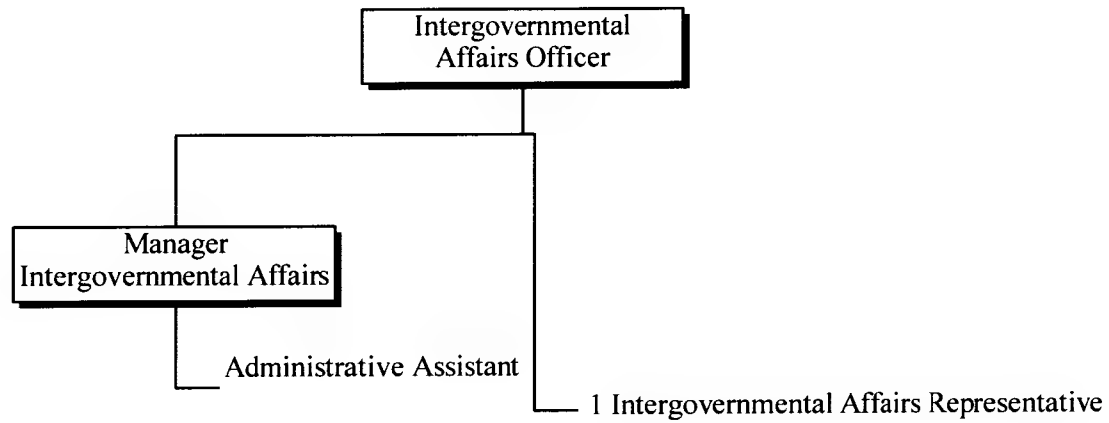 Intergovernmental
Affairs Officer
Manager
Intergovernmental Affairs
Administrative Assistant
1 Intergovernmental Affairs Representative